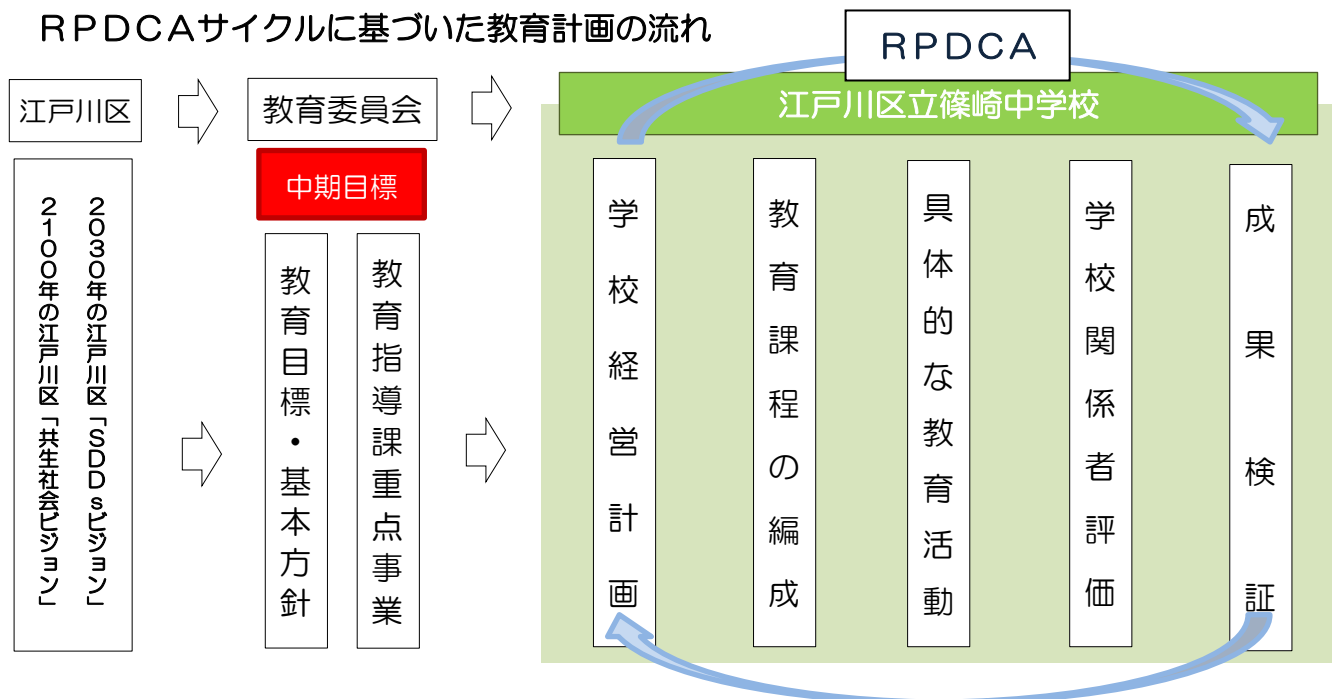 RPDCAサイクルに基づいた教育計画の流れ
RPDCA
江戸川区
教育委員会
江戸川区立篠崎中学校
中期目標
2030年の江戸川区「SDDsビジョン」
2100年の江戸川区「共生社会ビジョン」
教育目標・基本方針
教育指導課重点事業
学校経営計画
教育課程の編成
具体的な教育活動
学校関係者評価
成果検証